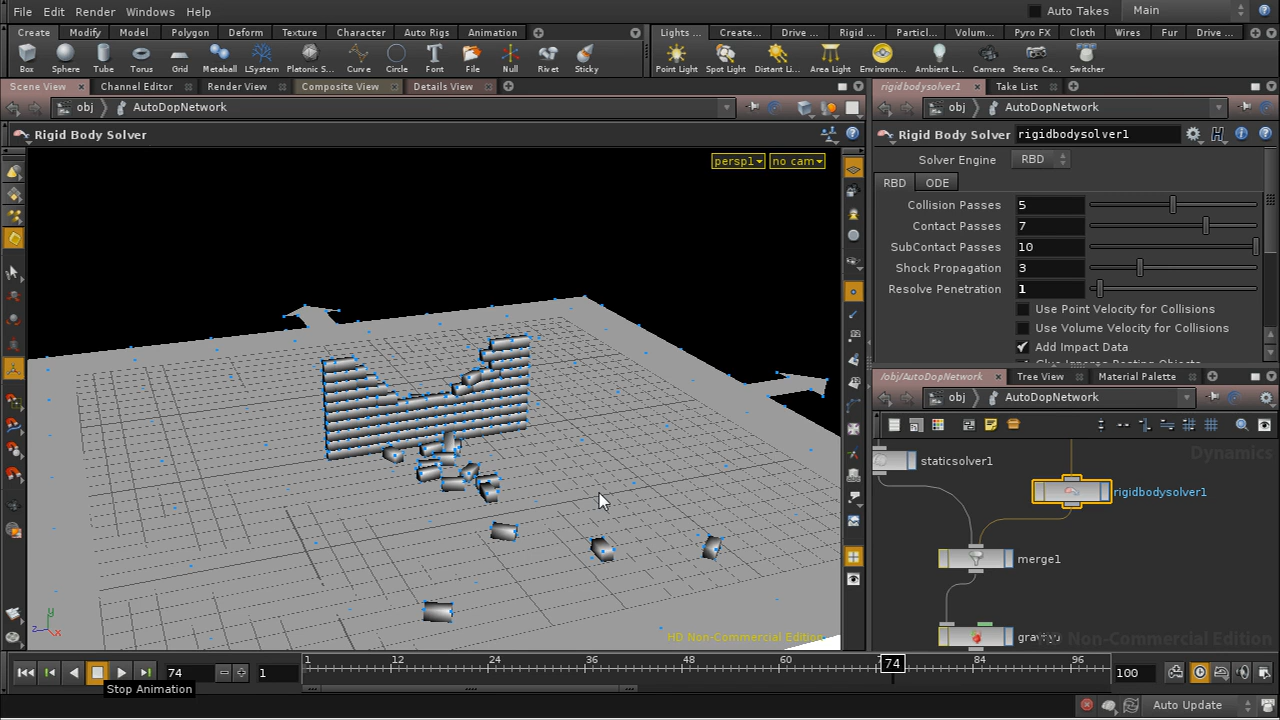 File Edit Render Windows Help Auto Takes Main
Create Modify Model Polygon Deform Texture Character Auto Rigs Animation Lights ... Create... Drive ... Rigid ... Particl... Volum... Pyro FX Cloth Wires Fur Drive ...
Box Sphere Tube Torus Grid Metaball LSystem Platonic S... Curve Circle Font File Null Rivet Sticky Point Light Spot Light Distant Li... Area Light Environm... Ambient L... Camera Stereo Ca... Switcher
Scene View Channel Editor Render View Composite View Details View rigidbodysolver1 Take List
obj AutoDopNetwork obj AutoDopNetwork
Rigid Body Solver Rigid Body Solver rigidbodysolver1
persp1 no cam
Solver Engine RBD
RBD ODE
Collision Passes 5
Contact Passes 7
SubContact Passes 10
Shock Propagation 3
Resolve Penetration 1
Use Point Velocity for Collisions
Use Volume Velocity for Collisions
Add Impact Data
/obj/AutoDopNetwork Tree View Material Palette
obj AutoDopNetwork
Dynamics
staticsolver1
rigidbodysolver1
merge1
HD Non-Commercial Edition
HD Non-Commercial Edition
y
z x
74 1 1 12 24 36 48 60 74 84 96 100
Stop Animation
Auto Update